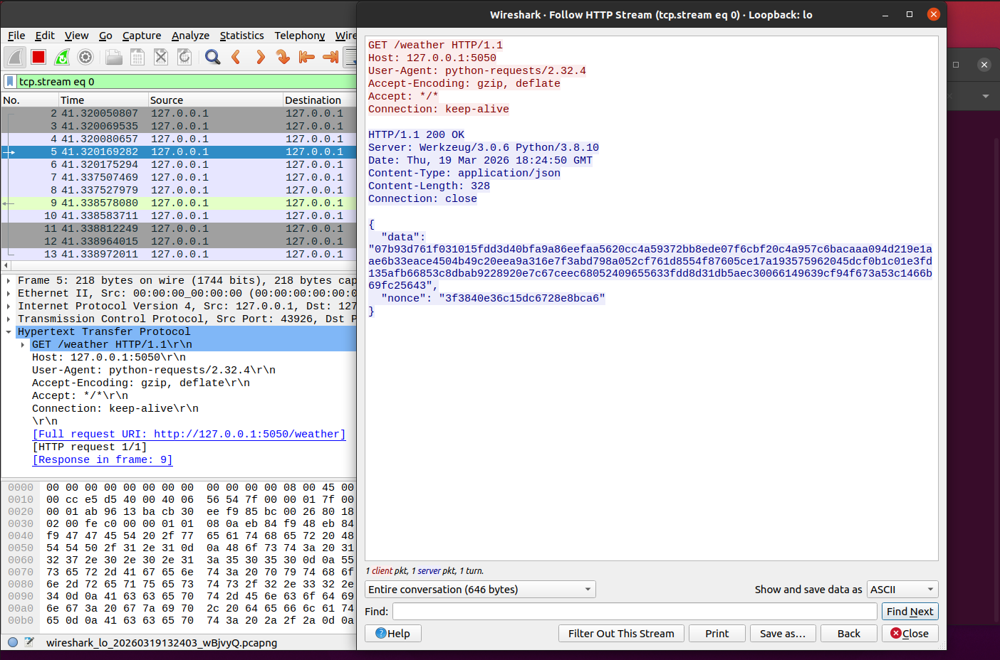 Wireshark · Follow HTTP Stream (tcp.stream eq 0) · Loopback: lo
File Edit View Go Capture Analyze Statistics Telephony Wire
tcp.stream eq 0
No. Time Source Destination
2 41.320050807 127.0.0.1 127.0.0.1
3 41.320069535 127.0.0.1 127.0.0.1
4 41.320080657 127.0.0.1 127.0.0.1
5 41.320169282 127.0.0.1 127.0.0.1
6 41.320175294 127.0.0.1 127.0.0.1
7 41.337507469 127.0.0.1 127.0.0.1
8 41.337527979 127.0.0.1 127.0.0.1
9 41.338578080 127.0.0.1 127.0.0.1
10 41.338583711 127.0.0.1 127.0.0.1
11 41.338812249 127.0.0.1 127.0.0.1
12 41.338964015 127.0.0.1 127.0.0.1
13 41.338972011 127.0.0.1 127.0.0.1
Frame 5: 218 bytes on wire (1744 bits), 218 bytes cap
Ethernet II, Src: 00:00:00_00:00:00 (00:00:00:00:00:0
Internet Protocol Version 4, Src: 127.0.0.1, Dst: 127
Transmission Control Protocol, Src Port: 43926, Dst P
Hypertext Transfer Protocol
GET /weather HTTP/1.1\r\n
Host: 127.0.0.1:5050\r\n
User-Agent: python-requests/2.32.4\r\n
Accept-Encoding: gzip, deflate\r\n
Accept: */*\r\n
Connection: keep-alive\r\n
\r\n
[Full request URI: http://127.0.0.1:5050/weather]
[HTTP request 1/1]
[Response in frame: 9]
0000 00 00 00 00 00 00 00 00 00 00 00 00 08 00 45 00
0010 00 cc e5 d5 40 00 40 06 56 54 7f 00 00 01 7f 00
0020 00 01 ab 96 13 ba cb 30 ee f9 85 bc 00 26 80 18
0030 02 00 fe c0 00 00 01 01 08 0a eb 84 f9 48 eb 84
0040 f9 47 47 45 54 20 2f 77 65 61 74 68 65 72 20 48
0050 54 54 50 2f 31 2e 31 0d 0a 48 6f 73 74 3a 20 31
0060 32 37 2e 30 2e 30 2e 31 3a 35 30 35 30 0d 0a 55
0070 73 65 72 2d 41 67 65 6e 74 3a 20 70 79 74 68 6f
0080 6e 2d 72 65 71 75 65 73 74 73 2f 32 2e 33 32 2e
0090 34 0d 0a 41 63 63 65 70 74 2d 45 6e 63 6f 64 69
00a0 6e 67 3a 20 67 7a 69 70 2c 20 64 65 66 6c 61 74
00b0 65 0d 0a 41 63 63 65 70 74 3a 20 2a 2f 2a 0d 0a
wireshark_lo_20260319132403_wBjvyQ.pcapng
GET /weather HTTP/1.1
Host: 127.0.0.1:5050
User-Agent: python-requests/2.32.4
Accept-Encoding: gzip, deflate
Accept: */*
Connection: keep-alive
HTTP/1.1 200 OK
Server: Werkzeug/3.0.6 Python/3.8.10
Date: Thu, 19 Mar 2026 18:24:50 GMT
Content-Type: application/json
Content-Length: 328
Connection: close
{
"data":
"07b93d761f031015fdd3d40bfa9a86eefaa5620cc4a59372bb8ede07f6cbf20c4a957c6bacaaa094d219e1a
ae6b33eace4504b49c20eea9a316e7f3abd798a052cf761d8554f87605ce17a193575962045dcf0b1c01e3fd
135afb66853c8dbab9228920e7c67ceec68052409655633fdd8d31db5aec30066149639cf94f673a53c1466b
69fc25643",
"nonce": "3f3840e36c15dc6728e8bca6"
}
1 client pkt, 1 server pkt, 1 turn.
Entire conversation (646 bytes)
Show and save data as ASCII
Find: Find Next
Help Filter Out This Stream Print Save as… Back Close